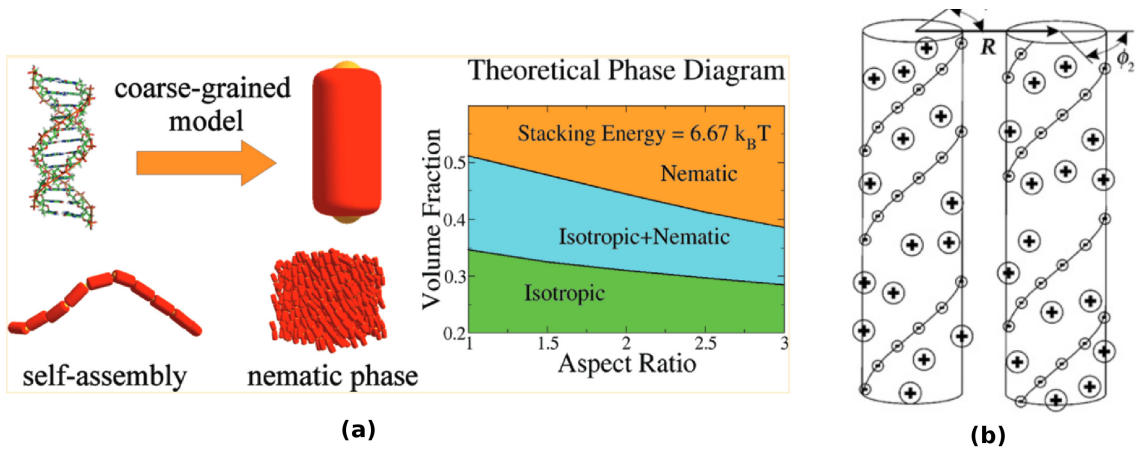 coarse-grained
model
self-assembly
nematic phase
Theoretical Phase Diagram
Stacking Energy = 6.67 k_BT
Nematic
Isotropic+Nematic
Isotropic
Volume Fraction
0.5
0.4
0.3
0.2
1 1.5 2 2.5 3
Aspect Ratio
(a)
R
ϕ₂
(b)